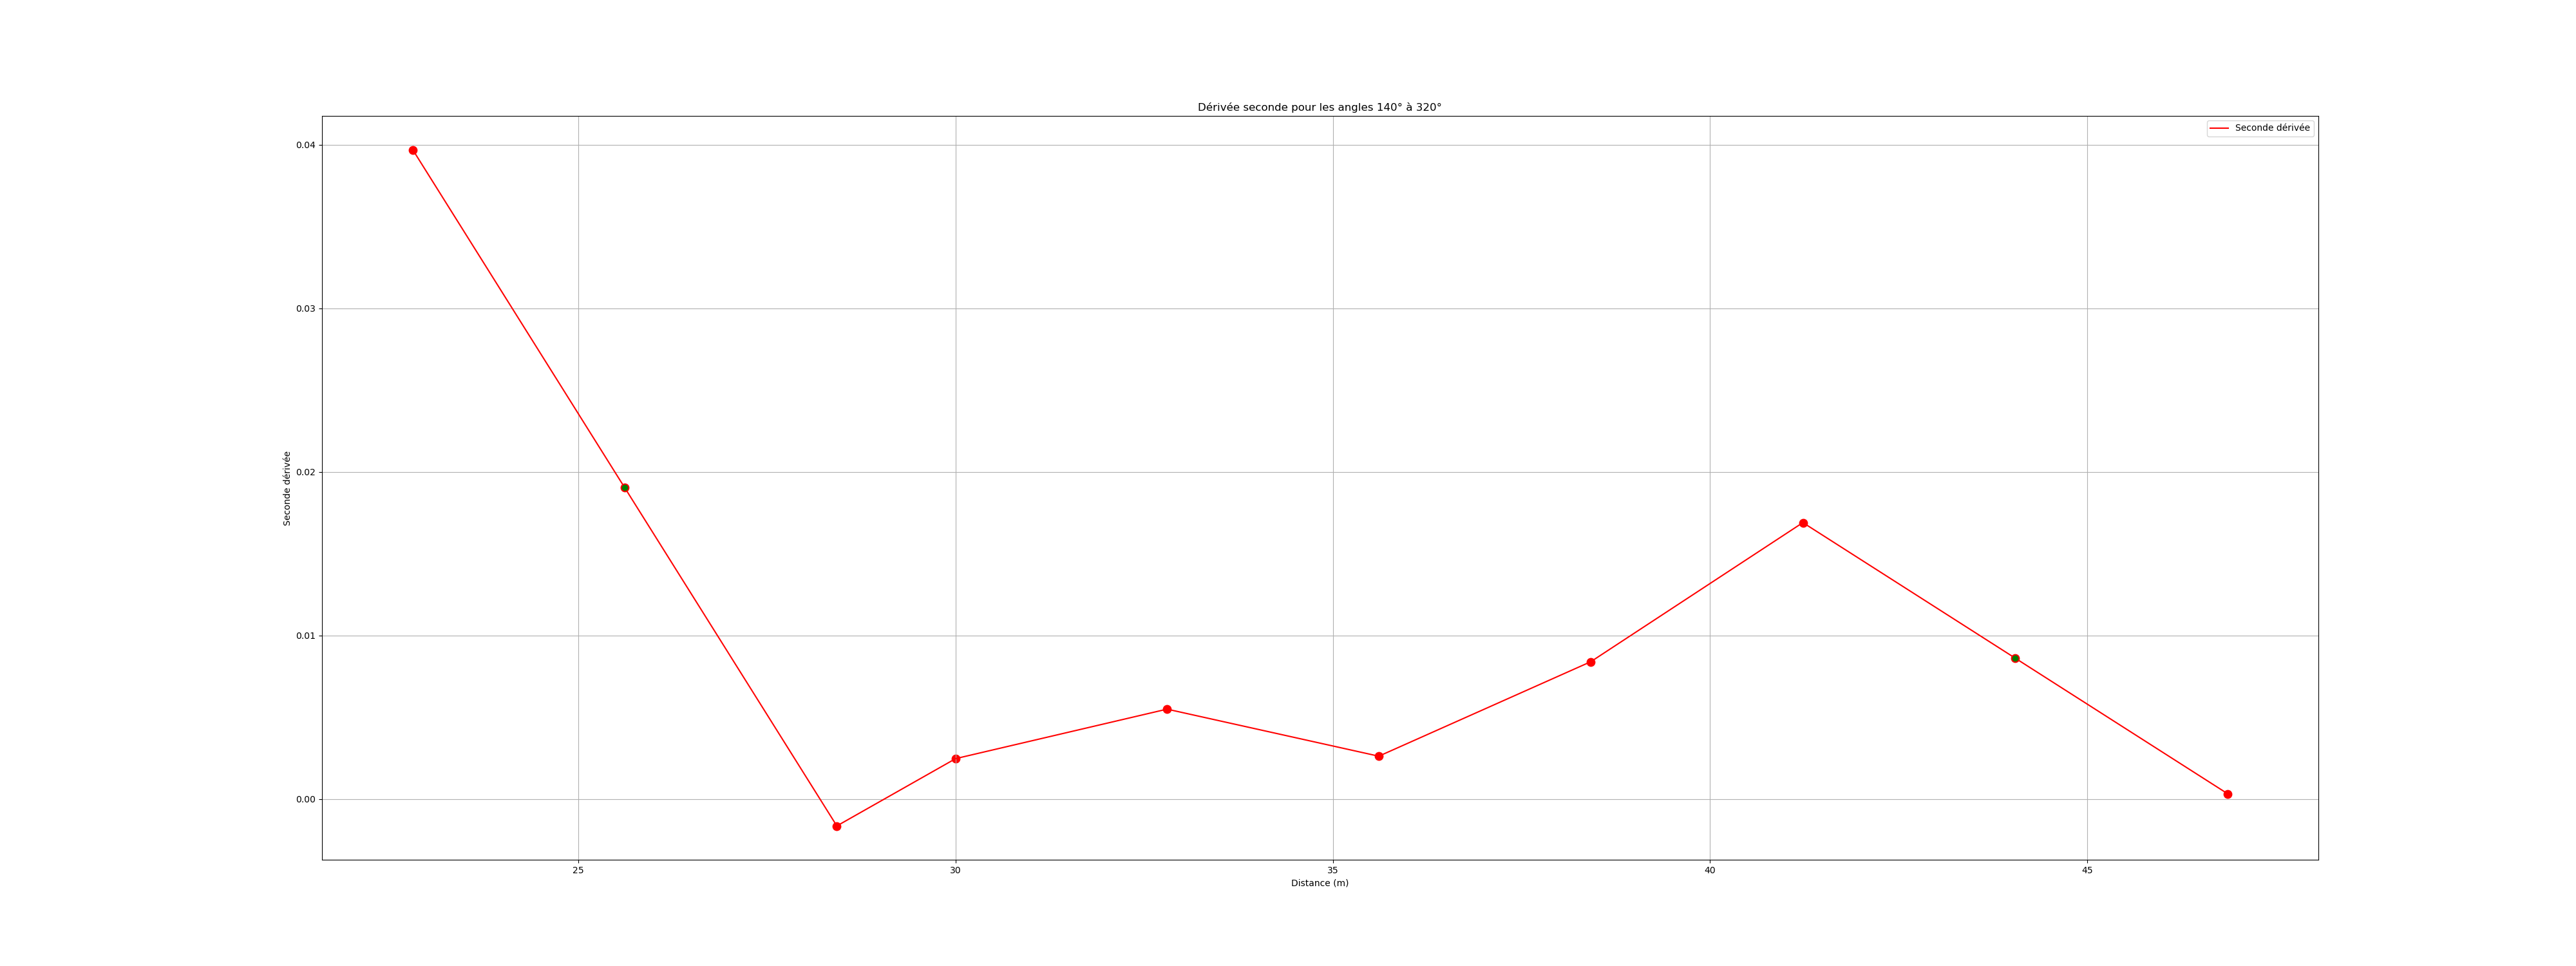 Dérivée seconde pour les angles 140° à 320°
Seconde dérivée
0.04
0.03
0.02
0.01
0.00
Seconde dérivée
25
30
35
40
45
Distance (m)